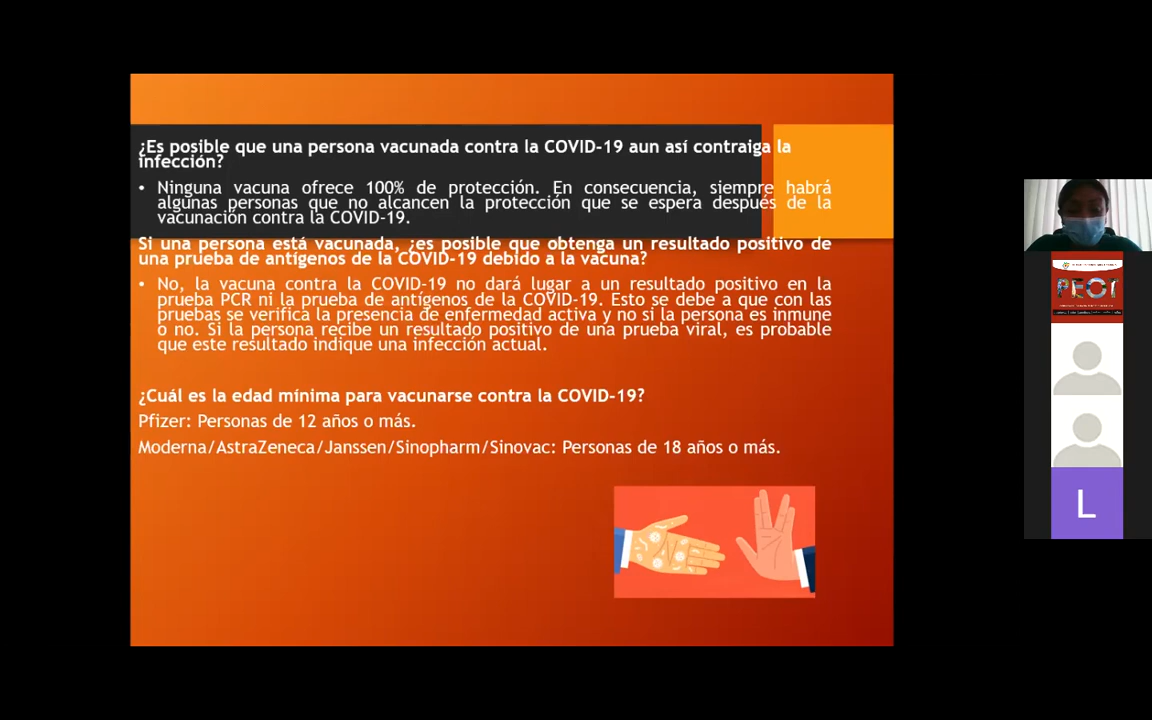 ¿Es posible que una persona vacunada contra la COVID-19 aun así contraiga la
infección?
• Ninguna vacuna ofrece 100% de protección. En consecuencia, siempre habrá
algunas personas que no alcancen la protección que se espera después de la
vacunación contra la COVID-19.
Si una persona está vacunada, ¿es posible que obtenga un resultado positivo de
una prueba de antígenos de la COVID-19 debido a la vacuna?
• No, la vacuna contra la COVID-19 no dará lugar a un resultado positivo en la
prueba PCR ni la prueba de antígenos de la COVID-19. Esto se debe a que con las
pruebas se verifica la presencia de enfermedad activa y no si la persona es inmune
o no. Si la persona recibe un resultado positivo de una prueba viral, es probable
que este resultado indique una infección actual.
¿Cuál es la edad mínima para vacunarse contra la COVID-19?
Pfizer: Personas de 12 años o más.
Moderna/AstraZeneca/Janssen/Sinopharm/Sinovac: Personas de 18 años o más.
L